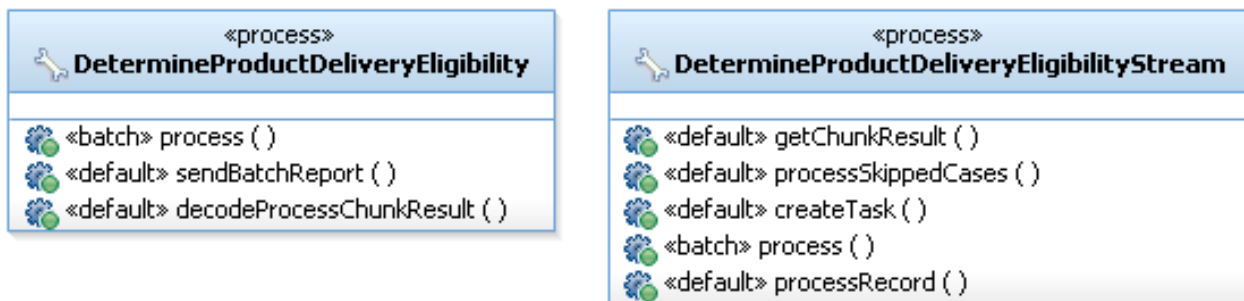 «process»
DetermineProductDeliveryEligibility
«batch» process ( )
«default» sendBatchReport ( )
«default» decodeProcessChunkResult ( )
«process»
DetermineProductDeliveryEligibilityStream
«default» getChunkResult ( )
«default» processSkippedCases ( )
«default» createTask ( )
«batch» process ( )
«default» processRecord ( )